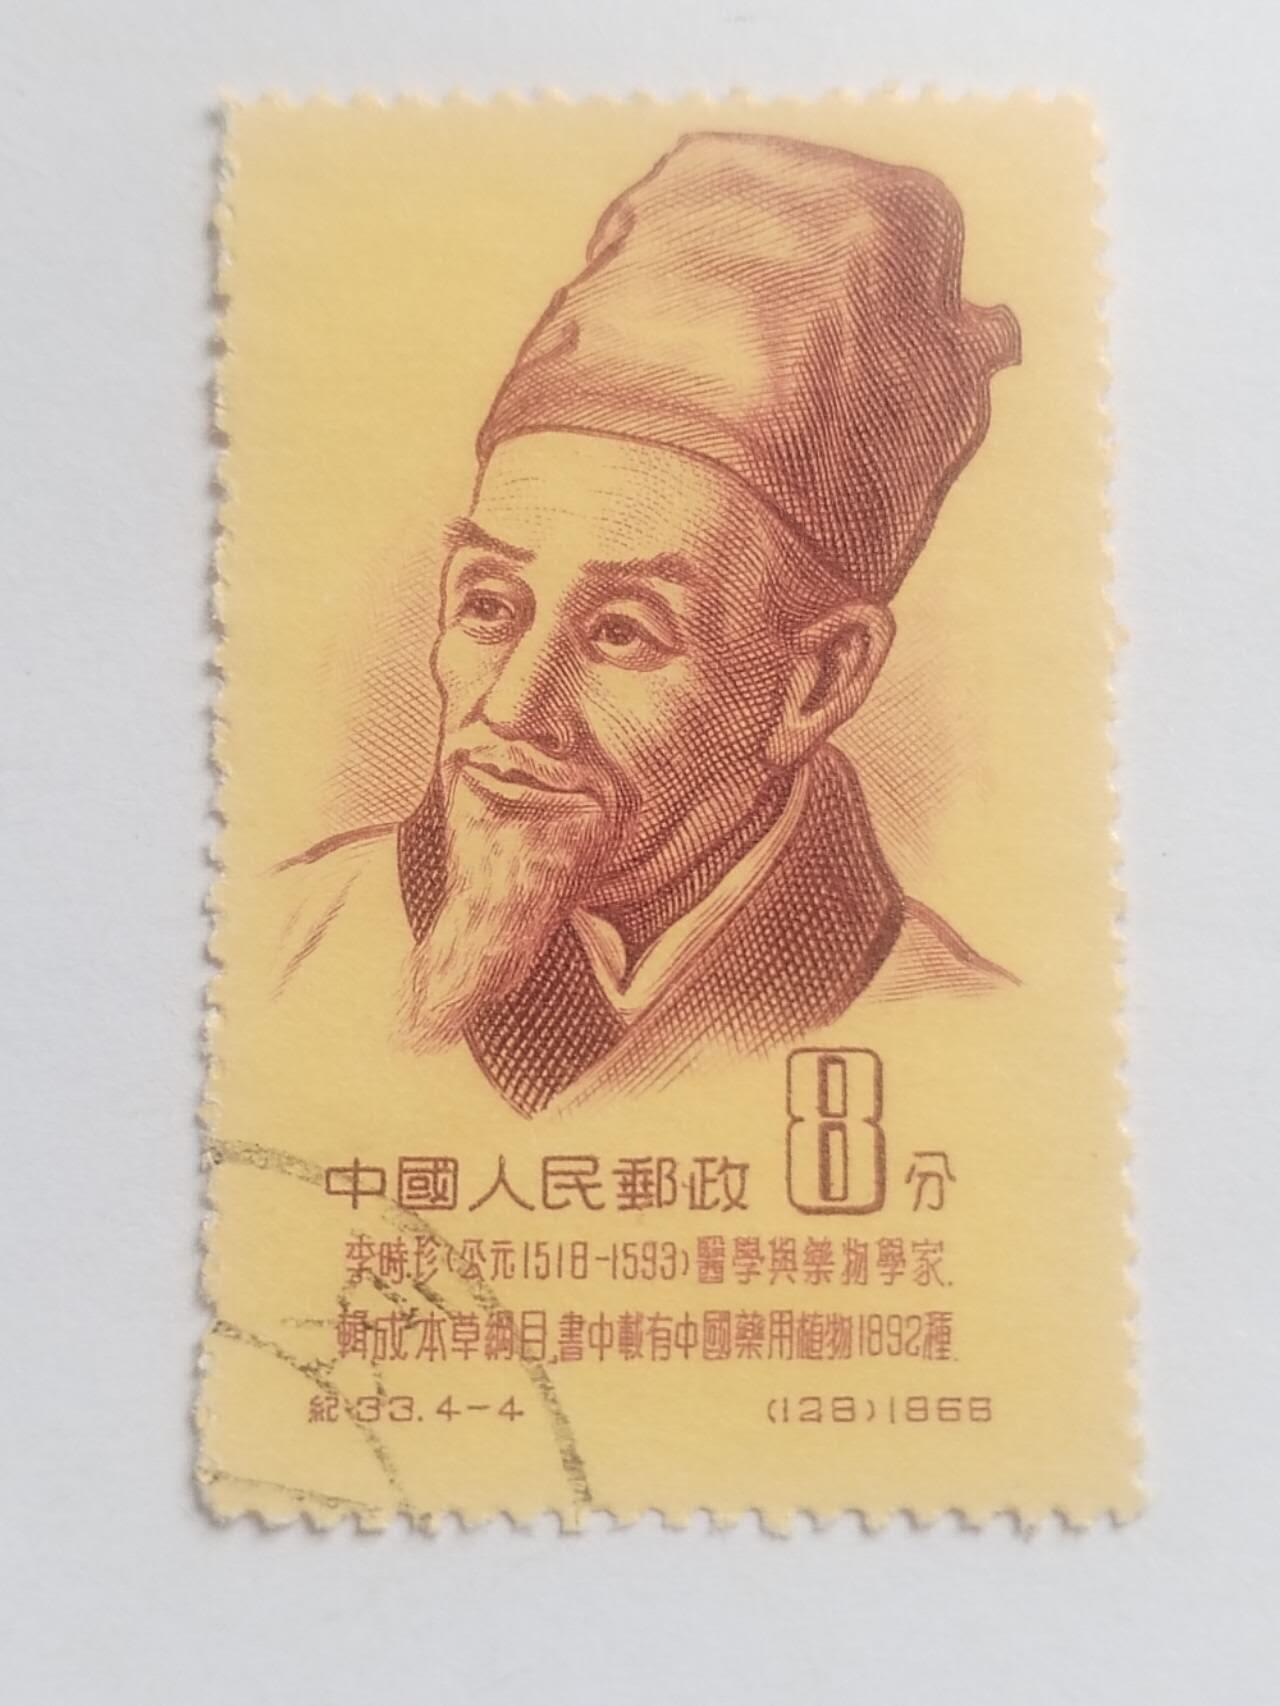 中國人民郵政 8分
李時珍(公元1518-1593)醫學與藥物學家.
輯成本草綱目,書中載有中國藥用植物1892種.
紀33.4-4 (128)1955